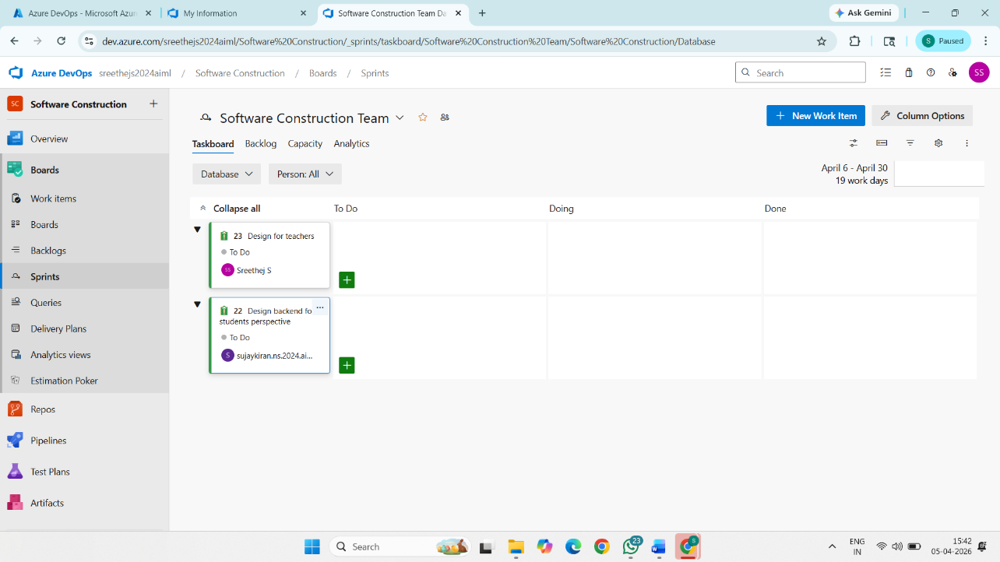 Azure DevOps - Microsoft Azur
My Information
Software Construction Team Da
Ask Gemini
dev.azure.com/sreethejs2024aiml/Software%20Construction/_sprints/taskboard/Software%20Construction%20Team/Software%20Construction/Database
S Paused
Azure DevOps sreethejs2024aiml / Software Construction / Boards / Sprints
Search
SS
SC Software Construction
Overview
Boards
Work items
Boards
Backlogs
Sprints
Queries
Delivery Plans
Analytics views
Estimation Poker
Repos
Pipelines
Test Plans
Artifacts
Software Construction Team
New Work Item
Column Options
Taskboard Backlog Capacity Analytics
Database
Person: All
April 6 - April 30
19 work days
Collapse all To Do Doing Done
23 Design for teachers
To Do
SS Sreethej S
22 Design backend fo
students perspective
To Do
S sujaykiran.ns.2024.ai...
Search
23
S
ENG
IN
15:42
05-04-2026